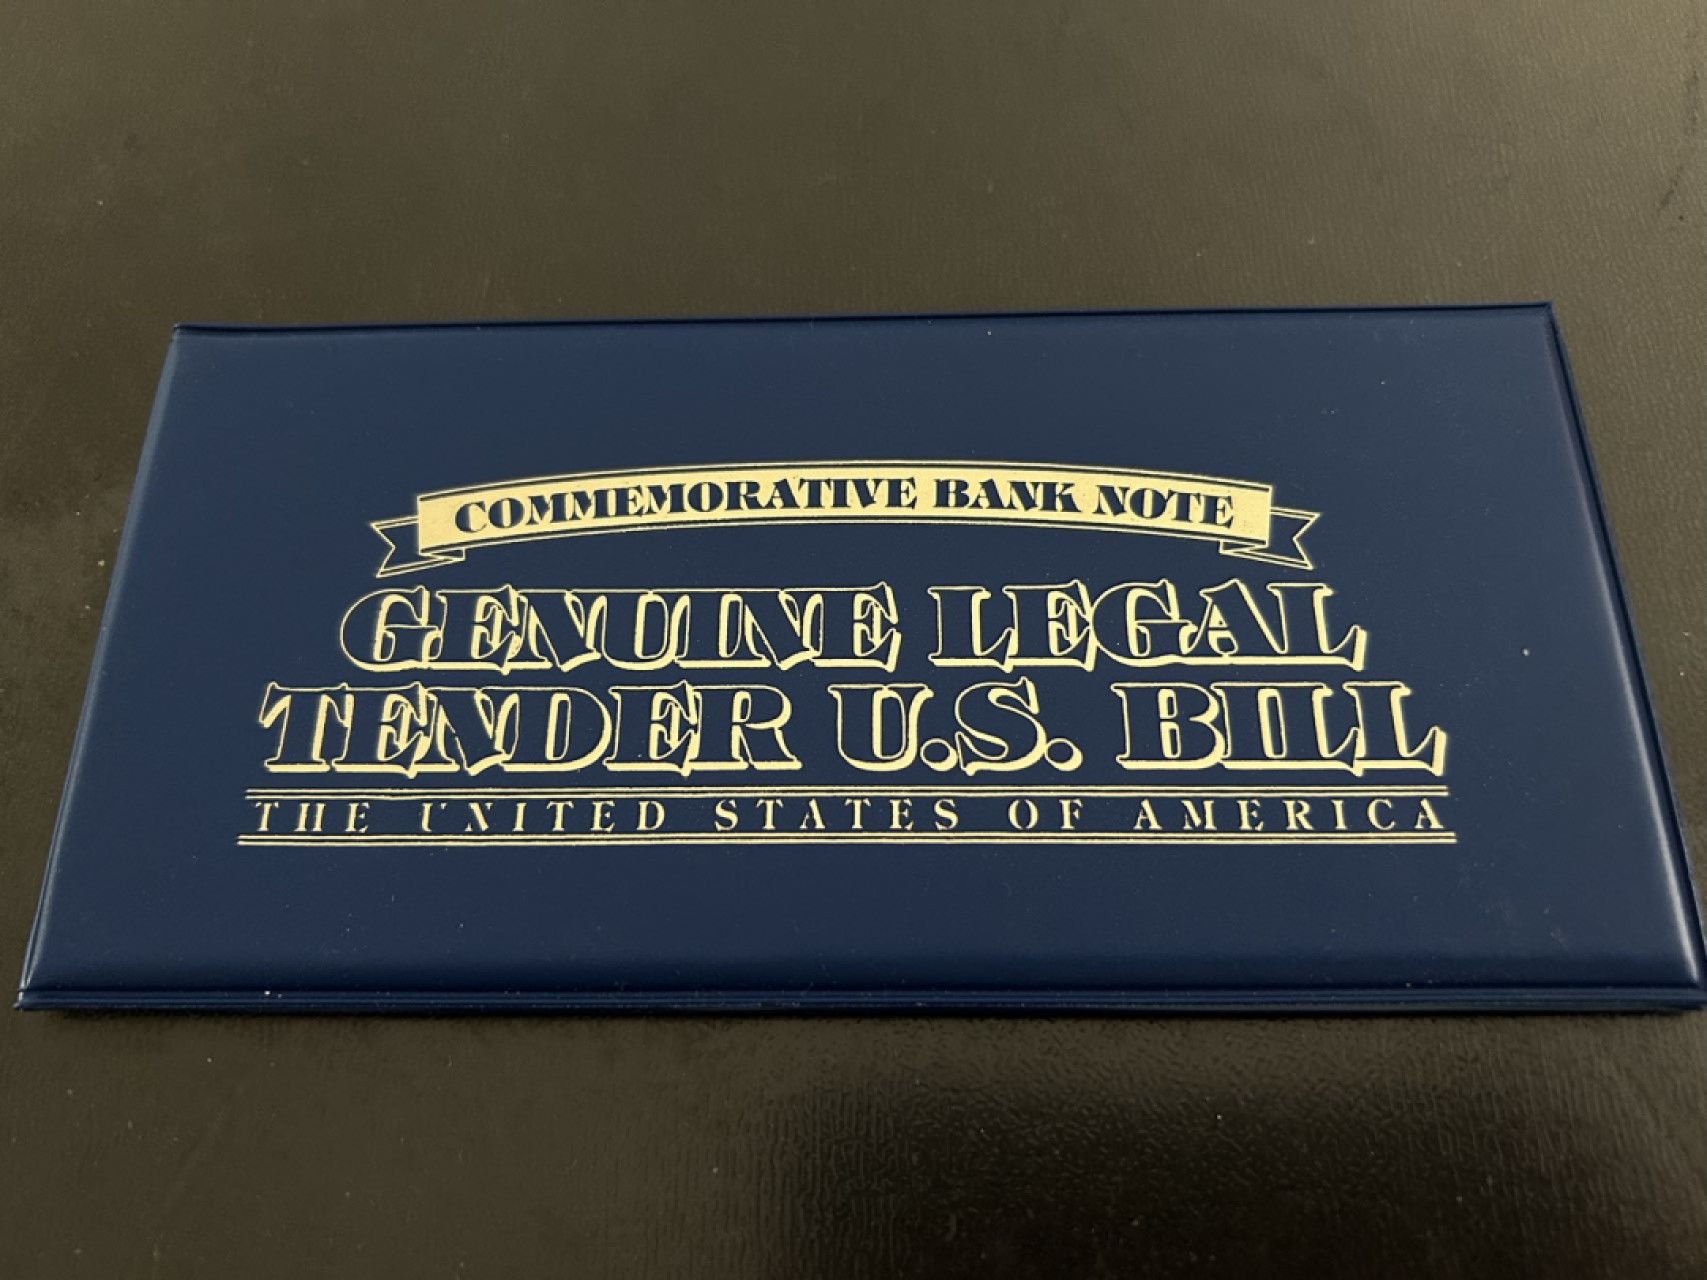 COMMEMORATIVE BANK NOTE
GENUINE LEGAL
TENDER U.S. BILL
THE UNITED STATES OF AMERICA